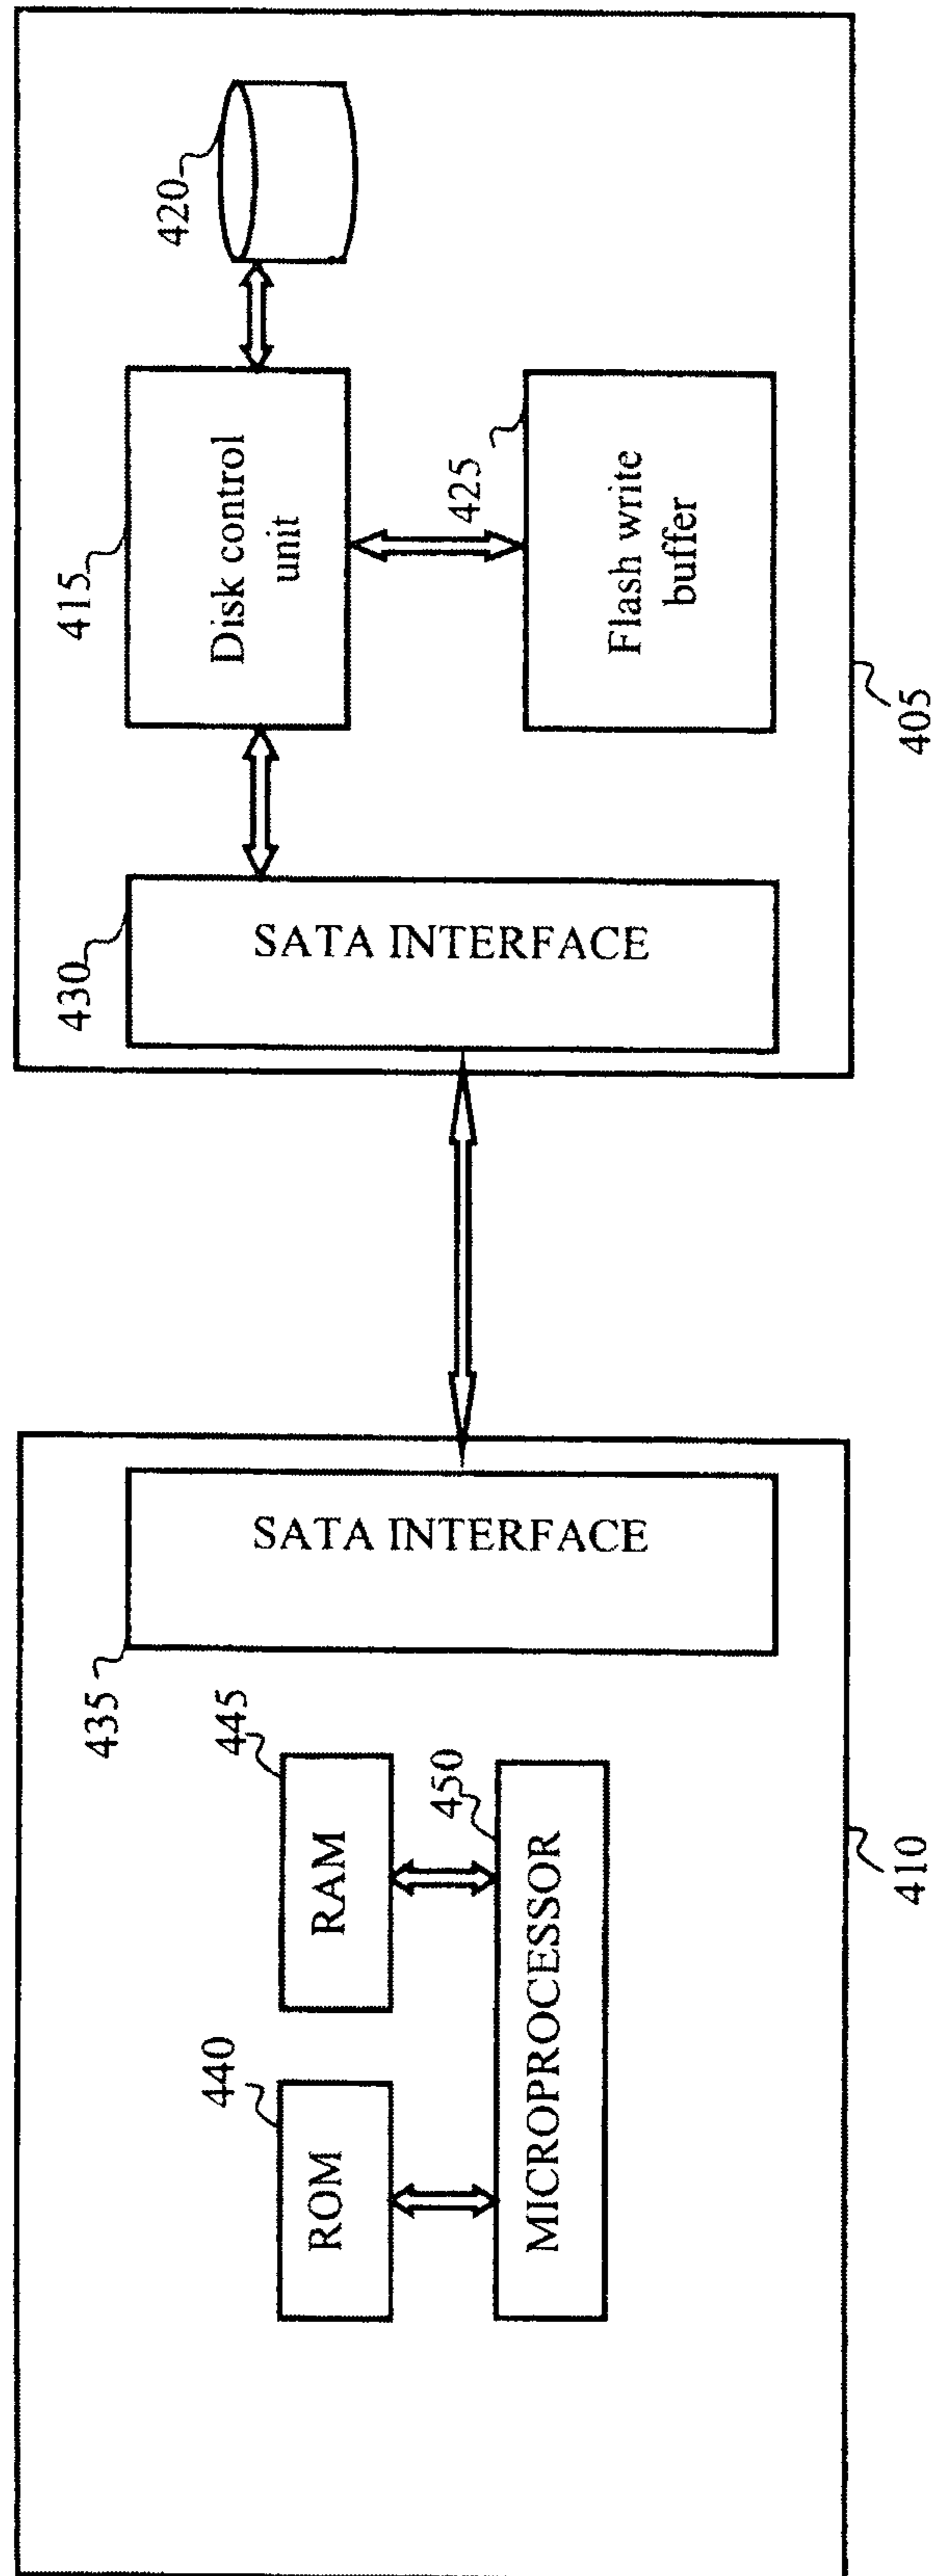 440
ROM
445
RAM
450
MICROPROCESSOR
435
SATA INTERFACE
410
430
SATA INTERFACE
415
Disk control
unit
420
425
Flash write
buffer
405